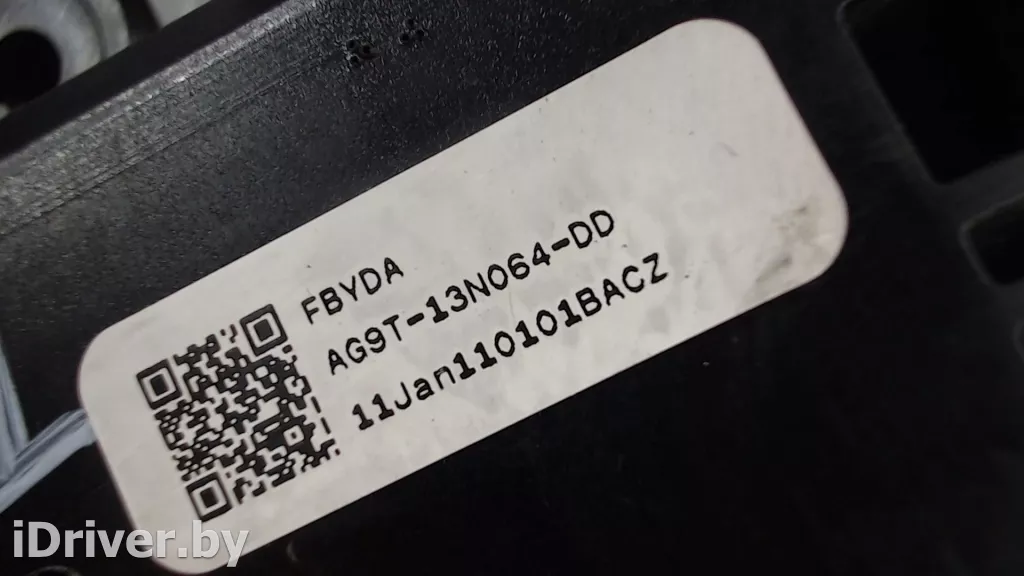 FBYDA
AG9T-13N064-DD
11Jan110101BACZ
iDriver.by